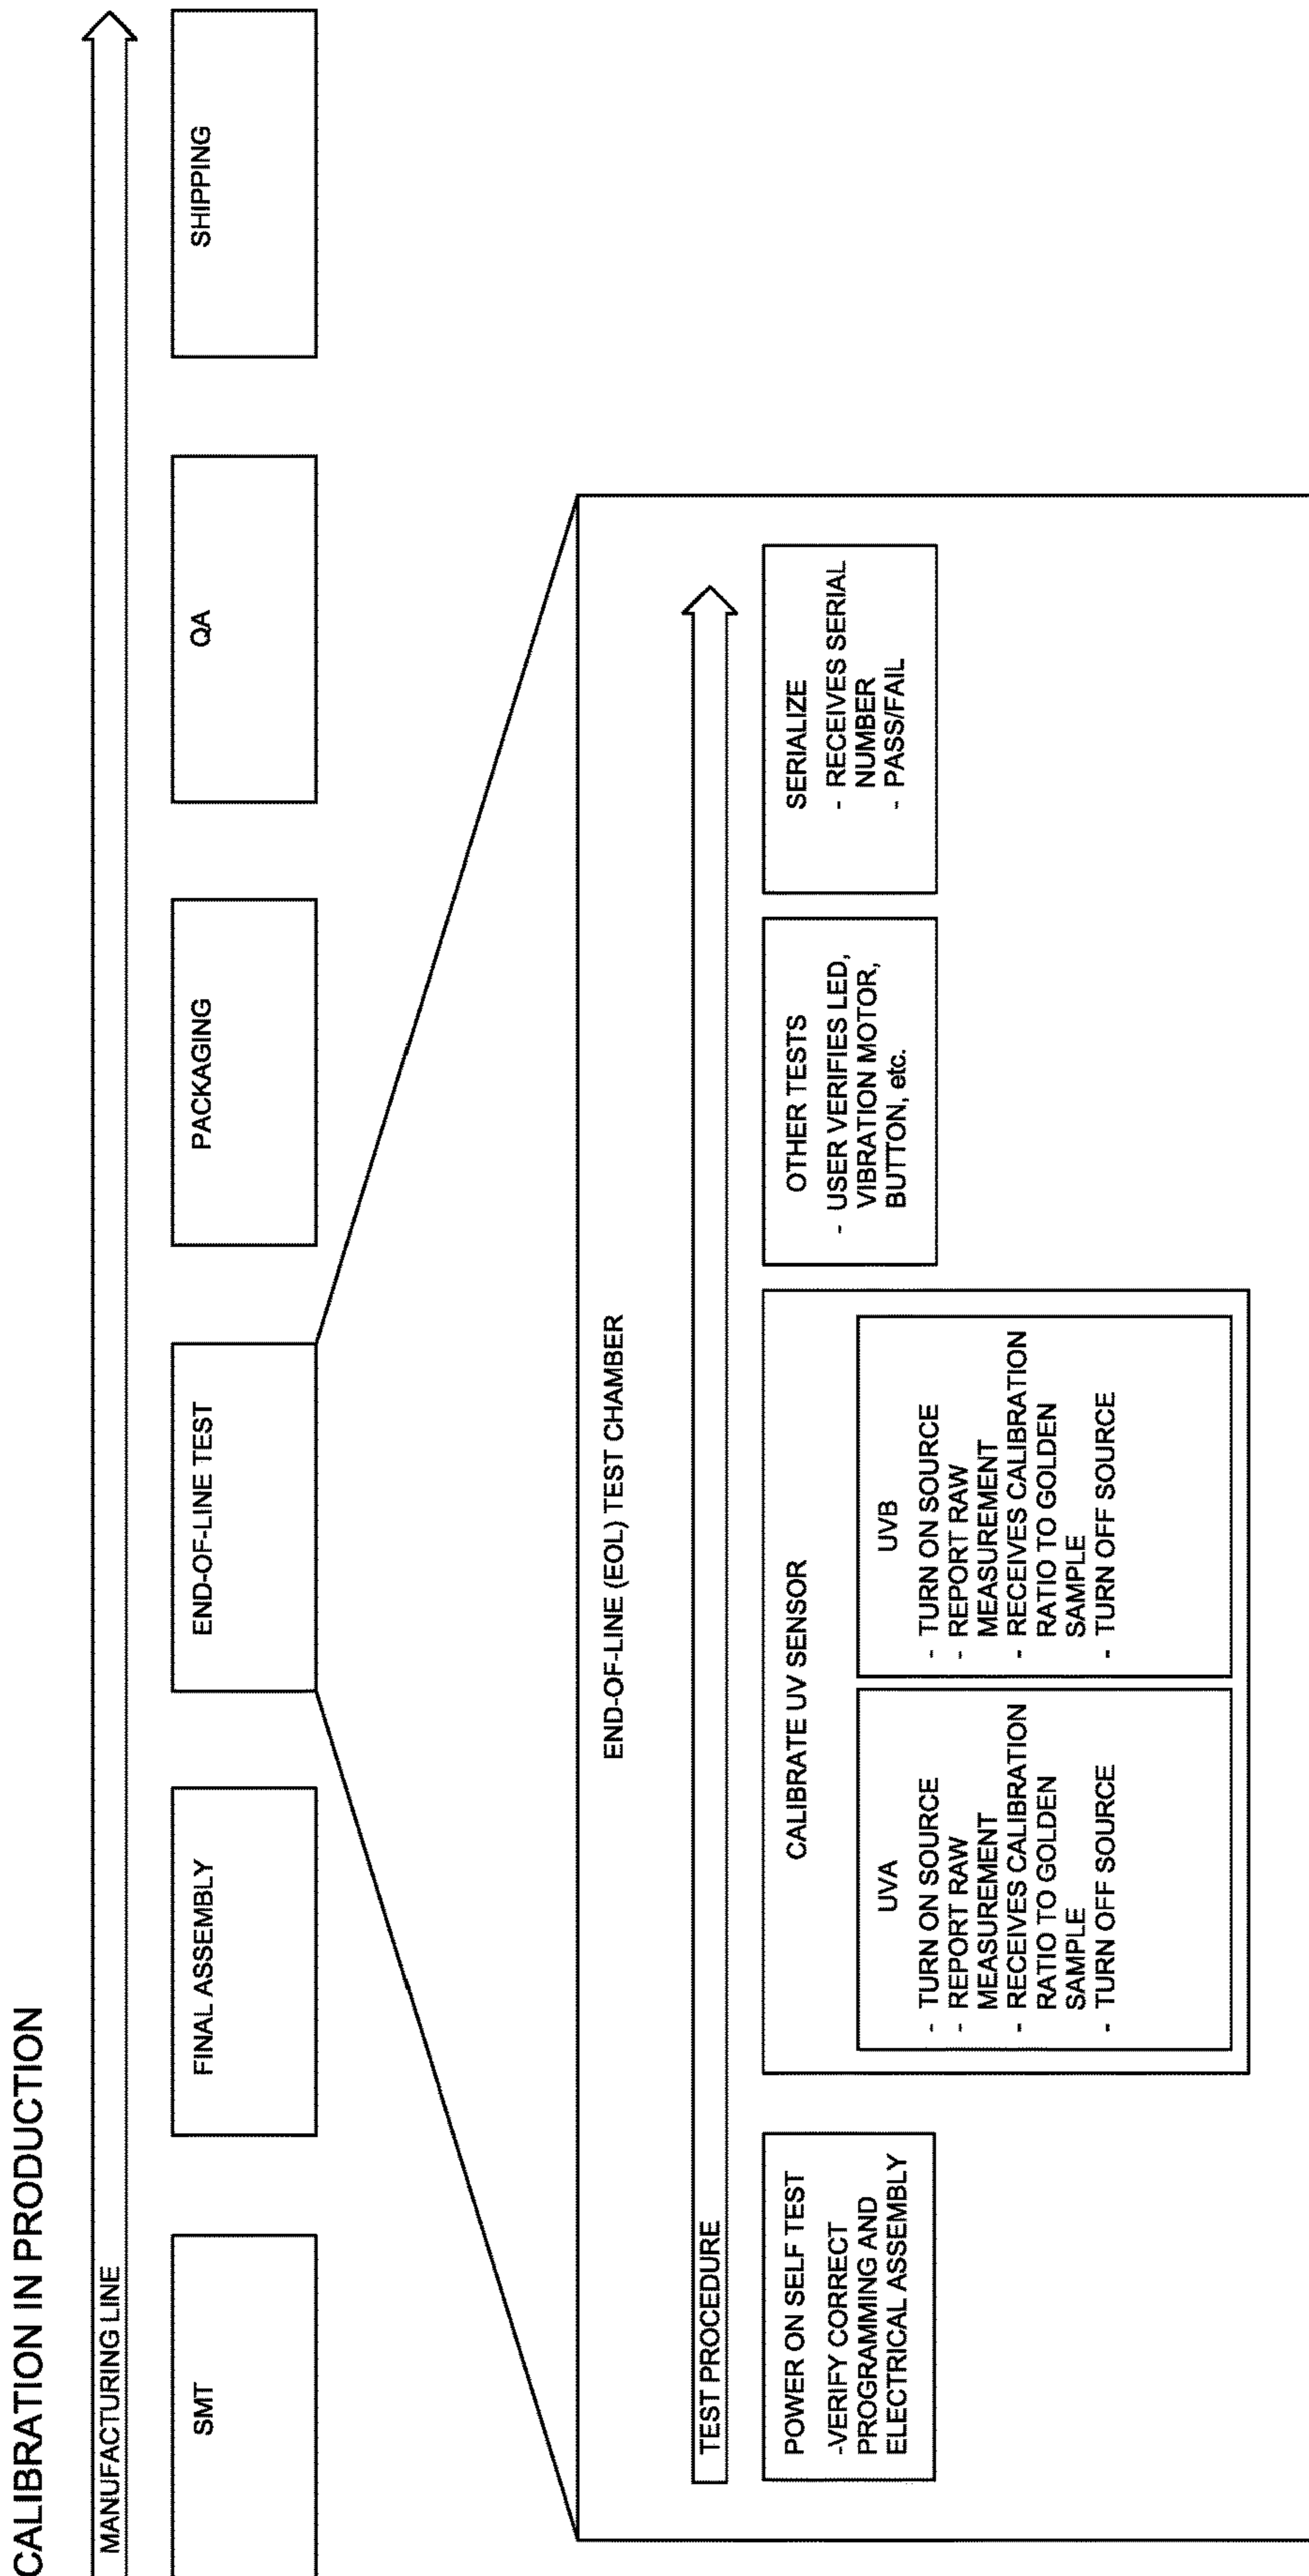 CALIBRATION IN PRODUCTION
MANUFACTURING LINE
SMT
FINAL ASSEMBLY
END-OF-LINE TEST
PACKAGING
QA
SHIPPING
END-OF-LINE (EOL) TEST CHAMBER
TEST PROCEDURE
POWER ON SELF TEST
-VERIFY CORRECT
PROGRAMMING AND
ELECTRICAL ASSEMBLY
CALIBRATE UV SENSOR
UVA
- TURN ON SOURCE
- REPORT RAW
MEASUREMENT
- RECEIVES CALIBRATION
RATIO TO GOLDEN
SAMPLE
- TURN OFF SOURCE
UVB
- TURN ON SOURCE
- REPORT RAW
MEASUREMENT
- RECEIVES CALIBRATION
RATIO TO GOLDEN
SAMPLE
- TURN OFF SOURCE
OTHER TESTS
- USER VERIFIES LED,
VIBRATION MOTOR,
BUTTON, etc.
SERIALIZE
- RECEIVES SERIAL
NUMBER
- PASS/FAIL